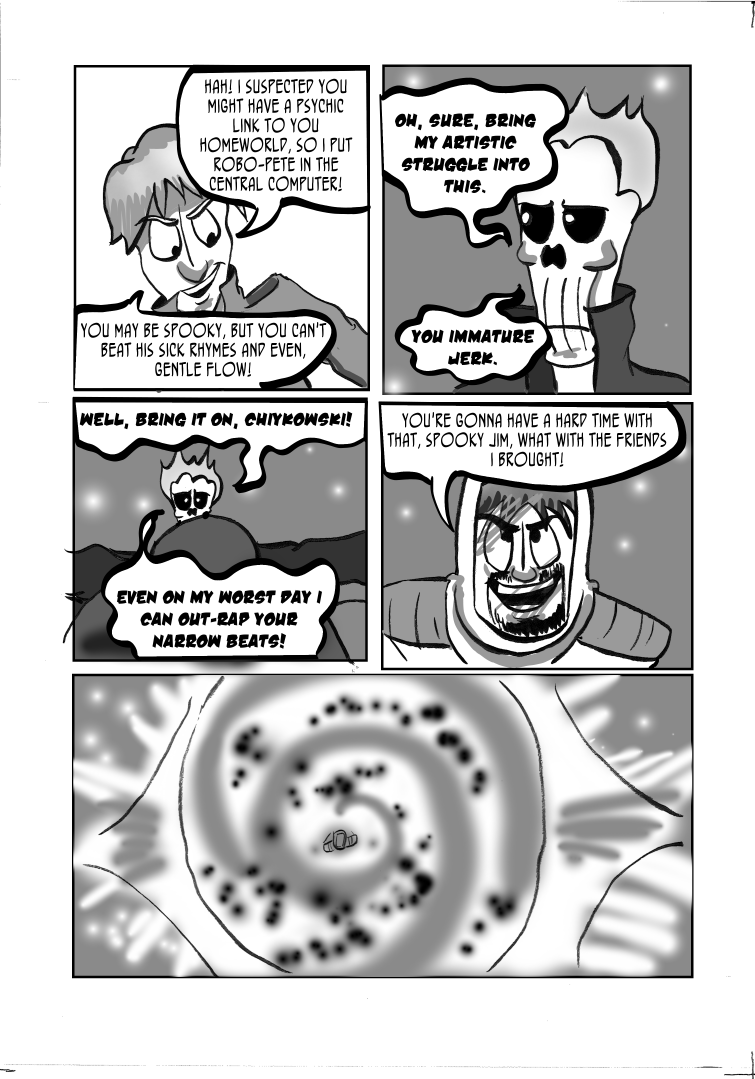 HAH! I SUSPECTED YOU
MIGHT HAVE A PSYCHIC
LINK TO YOU
HOMEWORLD, SO I PUT
ROBO-PETE IN THE
CENTRAL COMPUTER!
YOU MAY BE SPOOKY, BUT YOU CAN'T
BEAT HIS SICK RHYMES AND EVEN,
GENTLE FLOW!
OH, SURE, BRING
MY ARTISTIC
STRUGGLE INTO
THIS.
YOU IMMATURE
JERK.
WELL, BRING IT ON, CHIYKOWSKI!
EVEN ON MY WORST DAY I
CAN OUT-RAP YOUR
NARROW BEATS!
YOU'RE GONNA HAVE A HARD TIME WITH
THAT, SPOOKY JIM, WHAT WITH THE FRIENDS
I BROUGHT!